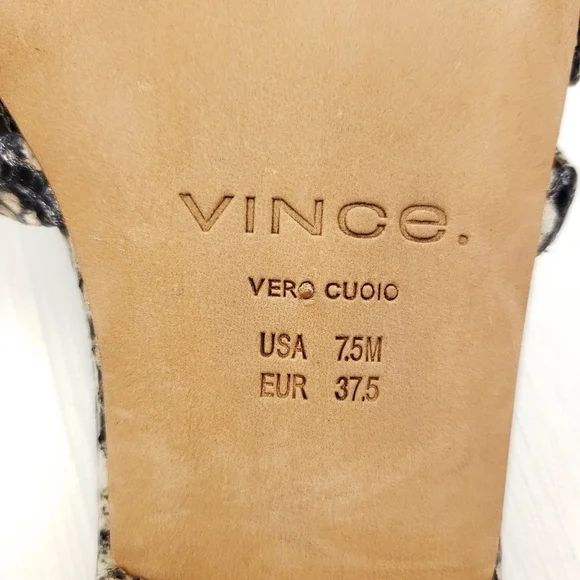 VINCe.
VERO CUOIO
USA 7.5M
EUR 37.5